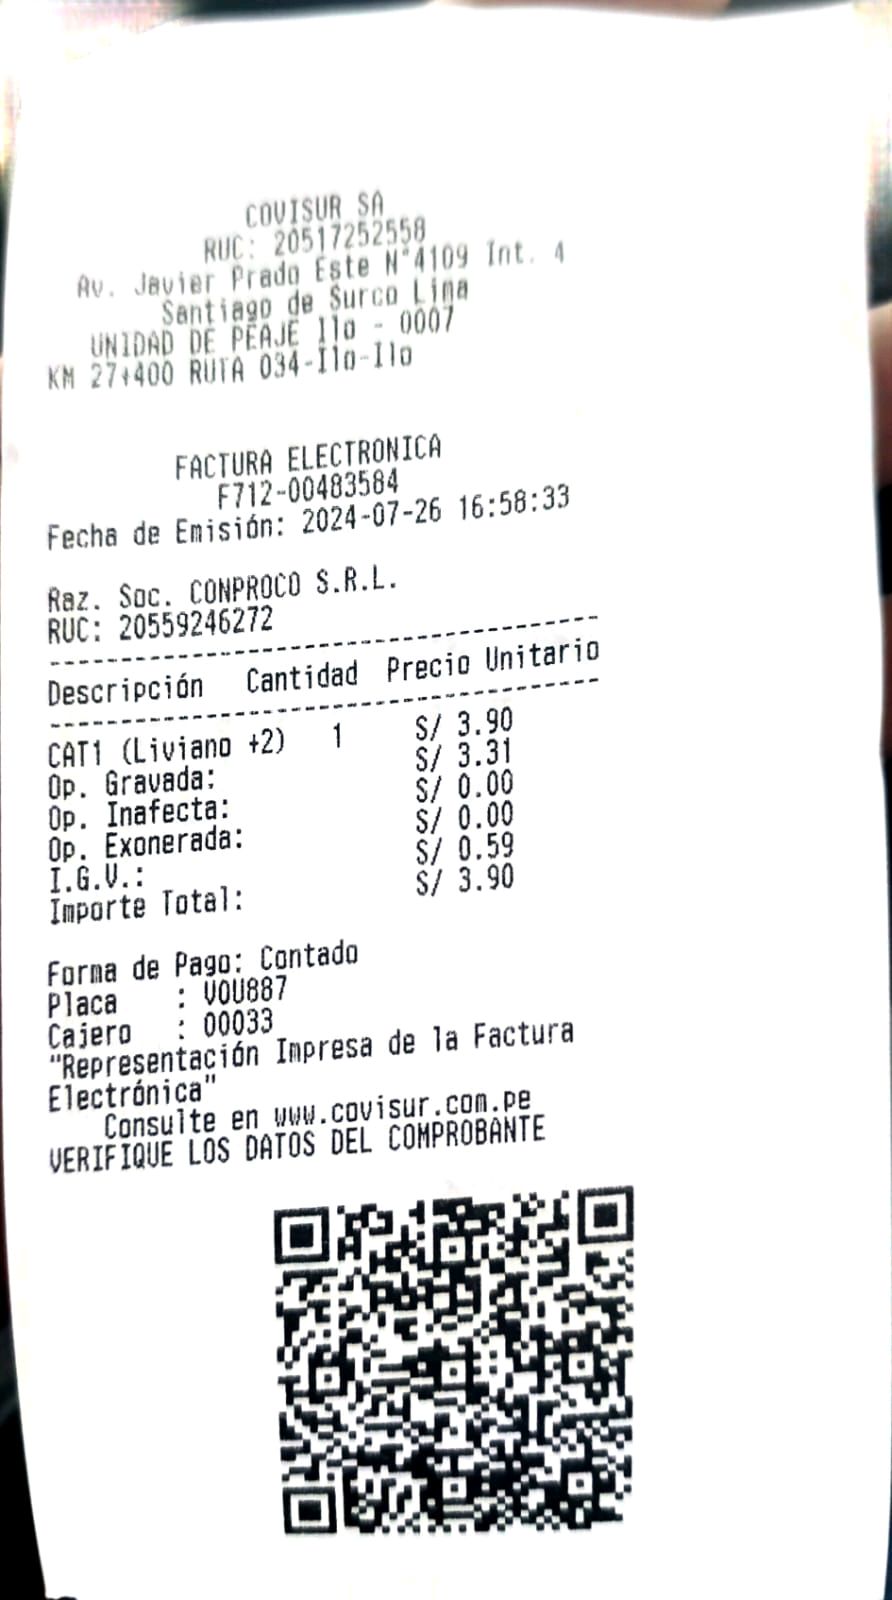 COVISUR SA
RUC: 20517252558
Av. Javier Prado Este N°4109 Int. 4
Santiago de Surco Lima
UNIDAD DE PEAJE Ilo - 0007
KM 27+400 RUTA 034-Ilo-Ilo
FACTURA ELECTRONICA
F712-00483584
Fecha de Emisión: 2024-07-26 16:58:33
Raz. Soc. CONPROCO S.R.L.
RUC: 20559246272
Descripción Cantidad Precio Unitario
CAT1 (Liviano +2) 1 S/ 3.90
Op. Gravada: S/ 3.31
Op. Inafecta: S/ 0.00
Op. Exonerada: S/ 0.00
I.G.V.: S/ 0.59
Importe Total: S/ 3.90
Forma de Pago: Contado
Placa : V0U887
Cajero : 00033
"Representación Impresa de la Factura
Electrónica"
Consulte en www.covisur.com.pe
VERIFIQUE LOS DATOS DEL COMPROBANTE